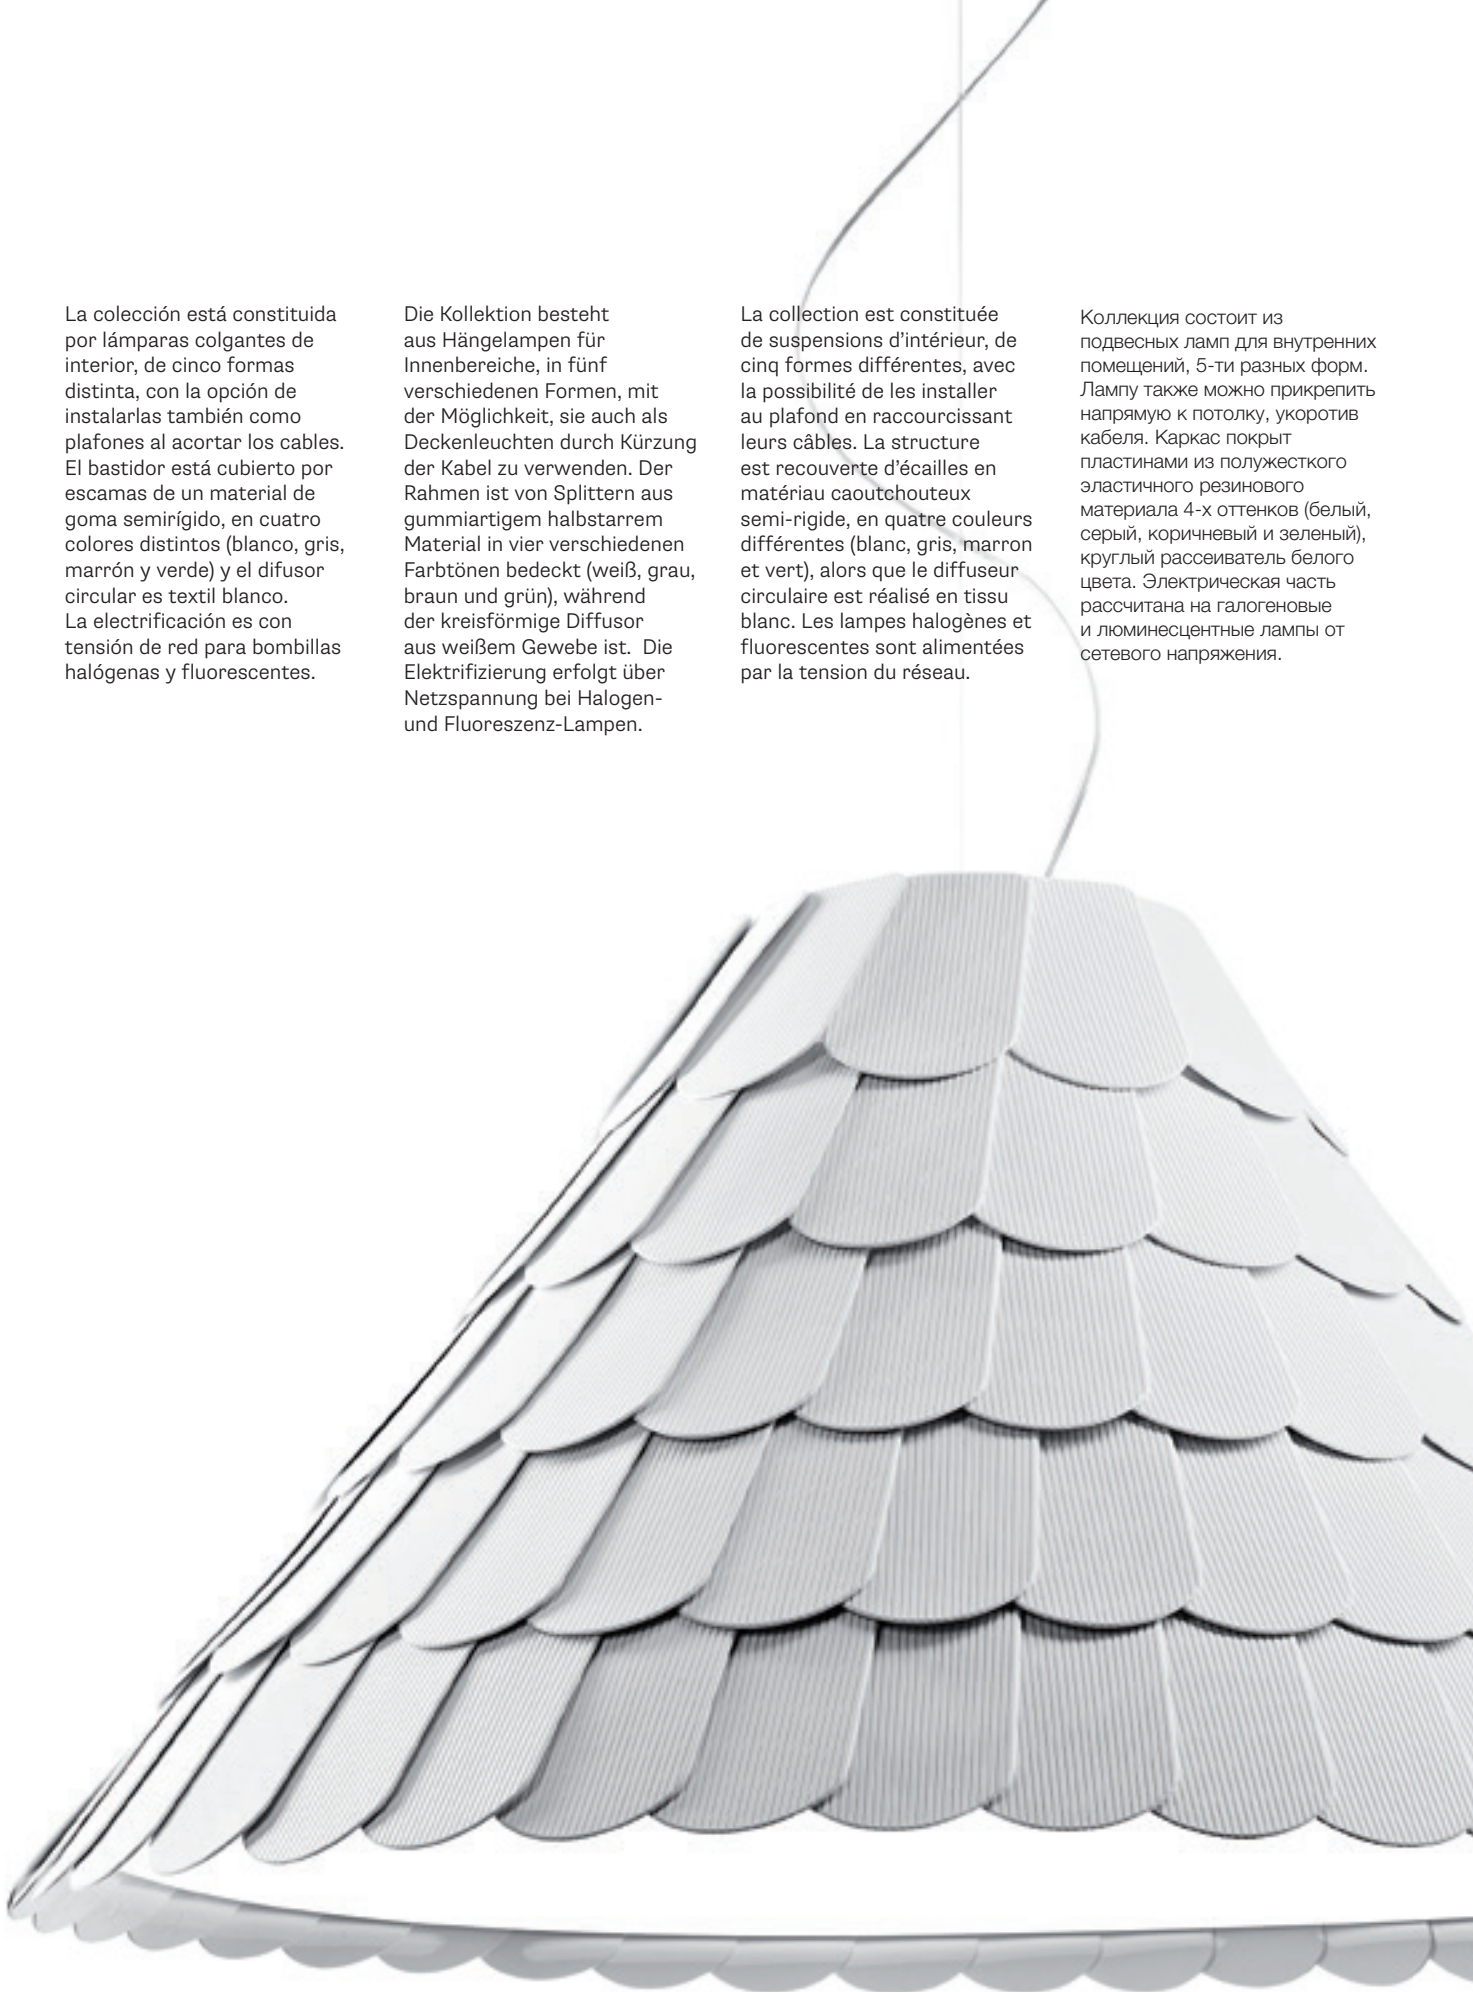 La colección está constituida
por lámparas colgantes de
interior, de cinco formas
distinta, con la opción de
instalarlas también como
plafones al acortar los cables.
El bastidor está cubierto por
escamas de un material de
goma semirígido, en cuatro
colores distintos (blanco, gris,
marrón y verde) y el difusor
circular es textil blanco.
La electrificación es con
tensión de red para bombillas
halógenas y fluorescentes.
Die Kollektion besteht
aus Hängelampen für
Innenbereiche, in fünf
verschiedenen Formen, mit
der Möglichkeit, sie auch als
Deckenleuchten durch Kürzung
der Kabel zu verwenden. Der
Rahmen ist von Splittern aus
gummiartigem halbstarrem
Material in vier verschiedenen
Farbtönen bedeckt (weiß, grau,
braun und grün), während
der kreisförmige Diffusor
aus weißem Gewebe ist.  Die
Elektrifizierung erfolgt über
Netzspannung bei Halogen-
und Fluoreszenz-Lampen.
La collection est constituée
de suspensions d’intérieur, de
cinq formes différentes, avec
la possibilité de les installer
au plafond en raccourcissant
leurs câbles. La structure
est recouverte d’écailles en
matériau caoutchouteux
semi-rigide, en quatre couleurs
différentes (blanc, gris, marron
et vert), alors que le diffuseur
circulaire est réalisé en tissu
blanc. Les lampes halogènes et
fluorescentes sont alimentées
par la tension du réseau.
Коллекция состоит из
подвесных ламп для внутренних
помещений, 5-ти разных форм.
Лампу также можно прикрепить
напрямую к потолку, укоротив
кабеля. Каркас покрыт
пластинами из полужесткого
эластичного резинового
материала 4-х оттенков (белый,
серый, коричневый и зеленый),
круглый рассеиватель белого
цвета. Электрическая часть
рассчитана на галогеновые
и люминесцентные лампы от
сетевого напряжения.